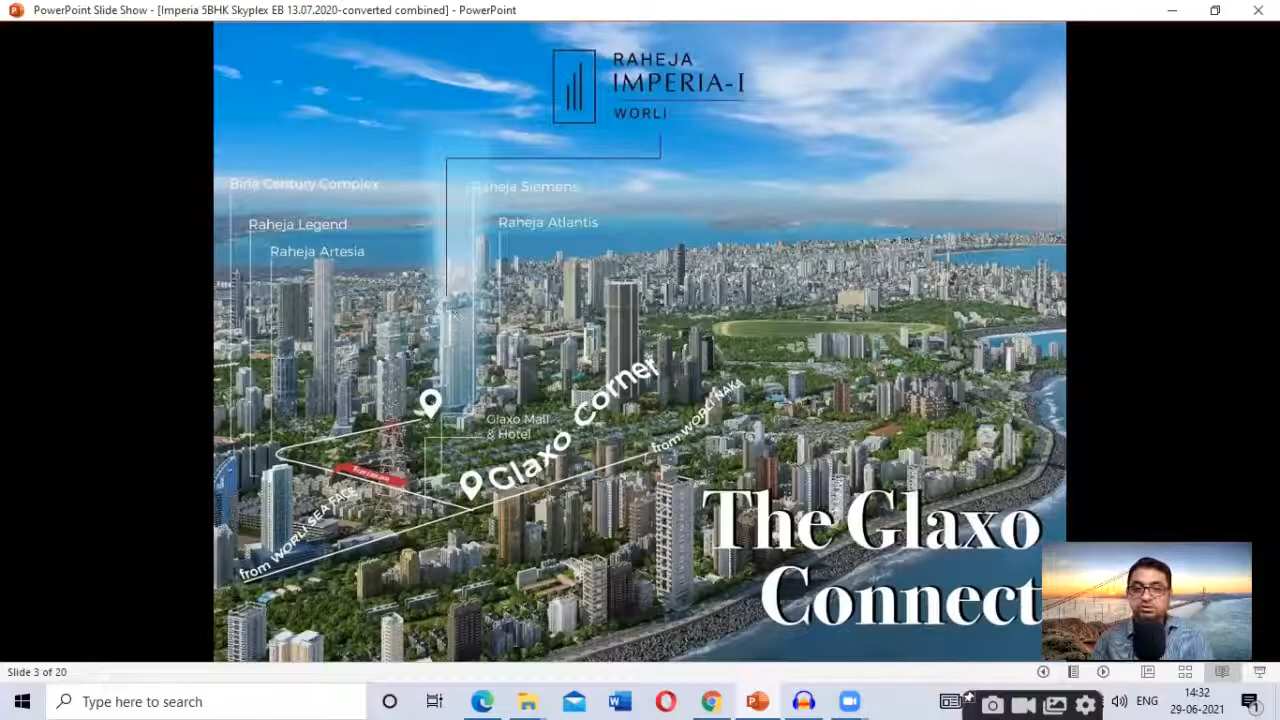 PowerPoint Slide Show - [Imperia 5BHK Skyplex EB 13.07.2020-converted combined] - PowerPoint
RAHEJA
IMPERIA-I
WORLI
Birla Century Complex
Raheja Siemens
Raheja Legend
Raheja Atlantis
Raheja Artesia
Glaxo Mall
& Hotel
Glaxo Corner
from WORLI NAKA
from WORLI SEA FACE
The Glaxo
Connect
Slide 3 of 20
Type here to search
ENG
14:32
29-06-2021
1